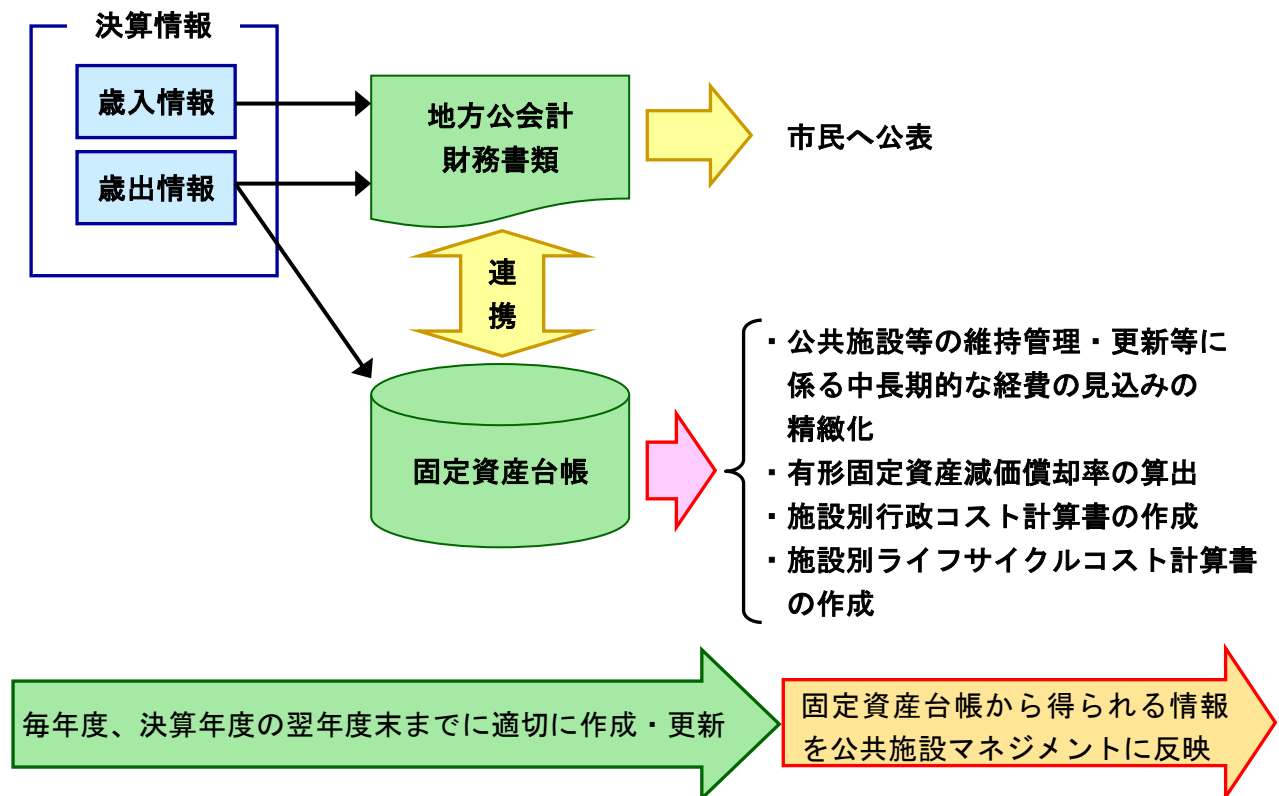 決算情報
歳入情報
歳出情報
地方公会計
財務書類
市民へ公表
連
携
固定資産台帳
・公共施設等の維持管理・更新等に
係る中長期的な経費の見込みの
精緻化
・有形固定資産減価償却率の算出
・施設別行政コスト計算書の作成
・施設別ライフサイクルコスト計算書
の作成
毎年度、決算年度の翌年度末までに適切に作成・更新
固定資産台帳から得られる情報
を公共施設マネジメントに反映